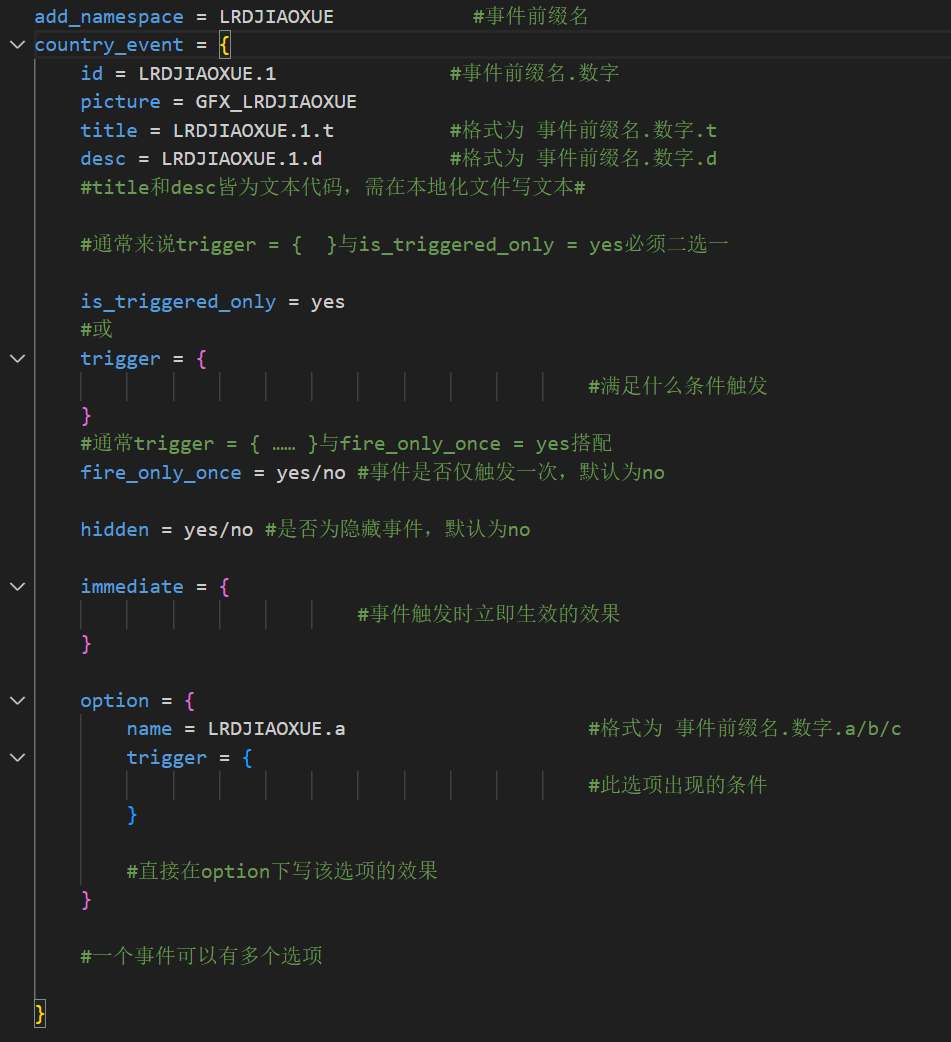 add_namespace = LRDJIAOXUE #事件前缀名
country_event = {
id = LRDJIAOXUE.1 #事件前缀名.数字
picture = GFX_LRDJIAOXUE
title = LRDJIAOXUE.1.t #格式为 事件前缀名.数字.t
desc = LRDJIAOXUE.1.d #格式为 事件前缀名.数字.d
#title和desc皆为文本代码，需在本地化文件写文本#
#通常来说trigger = {  }与is_triggered_only = yes必须二选一
is_triggered_only = yes
#或
trigger = {
#满足什么条件触发
}
#通常trigger = { …… }与fire_only_once = yes搭配
fire_only_once = yes/no #事件是否仅触发一次，默认为no
hidden = yes/no #是否为隐藏事件，默认为no
immediate = {
#事件触发时立即生效的效果
}
option = {
name = LRDJIAOXUE.a #格式为 事件前缀名.数字.a/b/c
trigger = {
#此选项出现的条件
}
#直接在option下写该选项的效果
}
#一个事件可以有多个选项
}